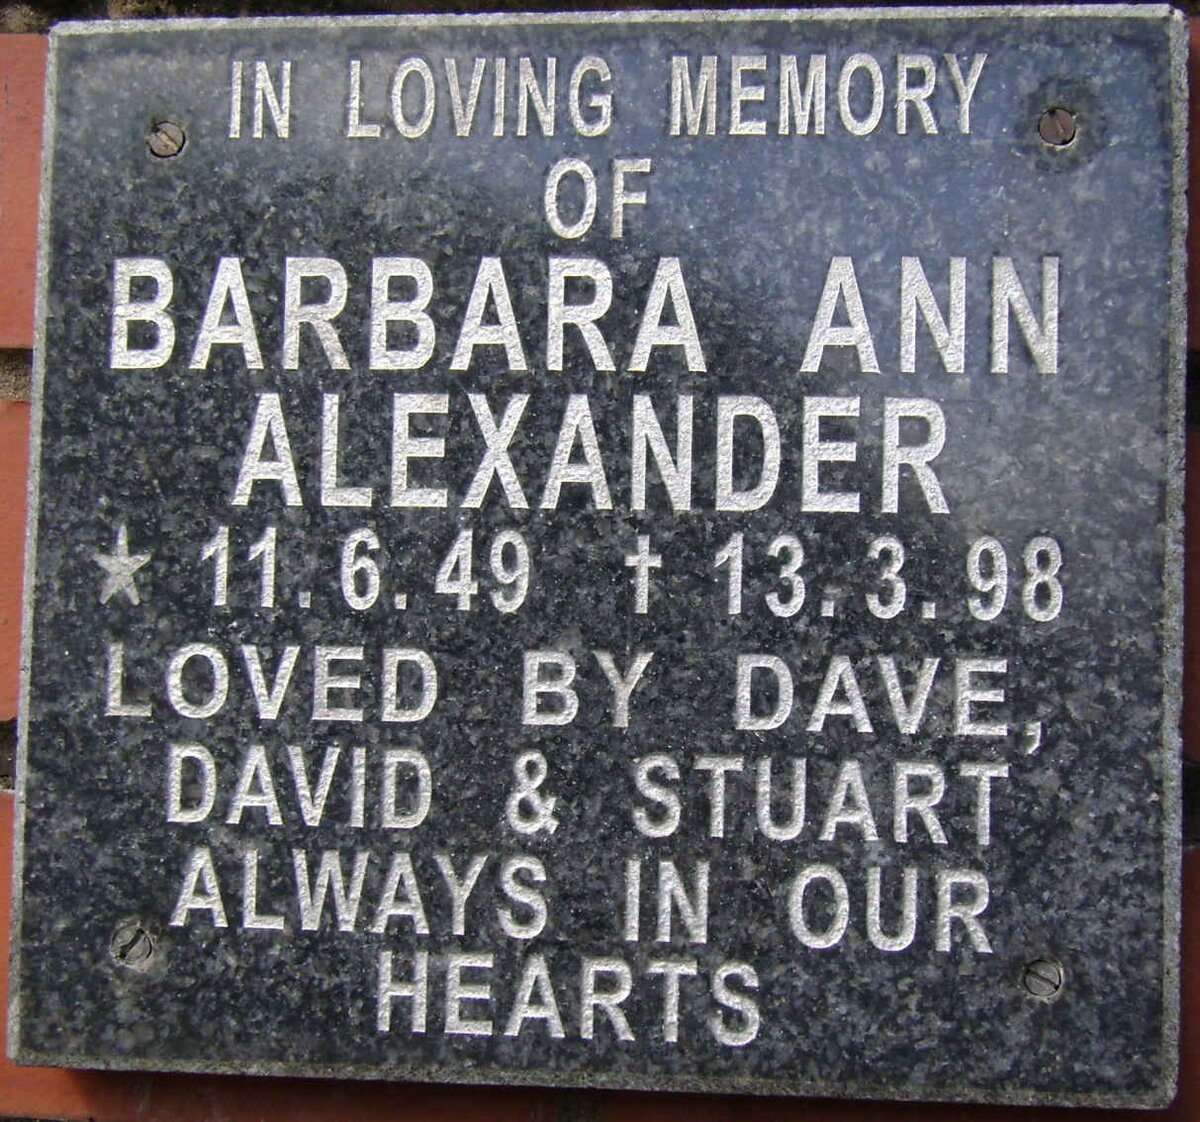 IN LOVING MEMORY
OF
BARBARA ANN
ALEXANDER
★ 11.6.49 † 13.3.98
LOVED BY DAVE,
DAVID & STUART
ALWAYS IN OUR
HEARTS